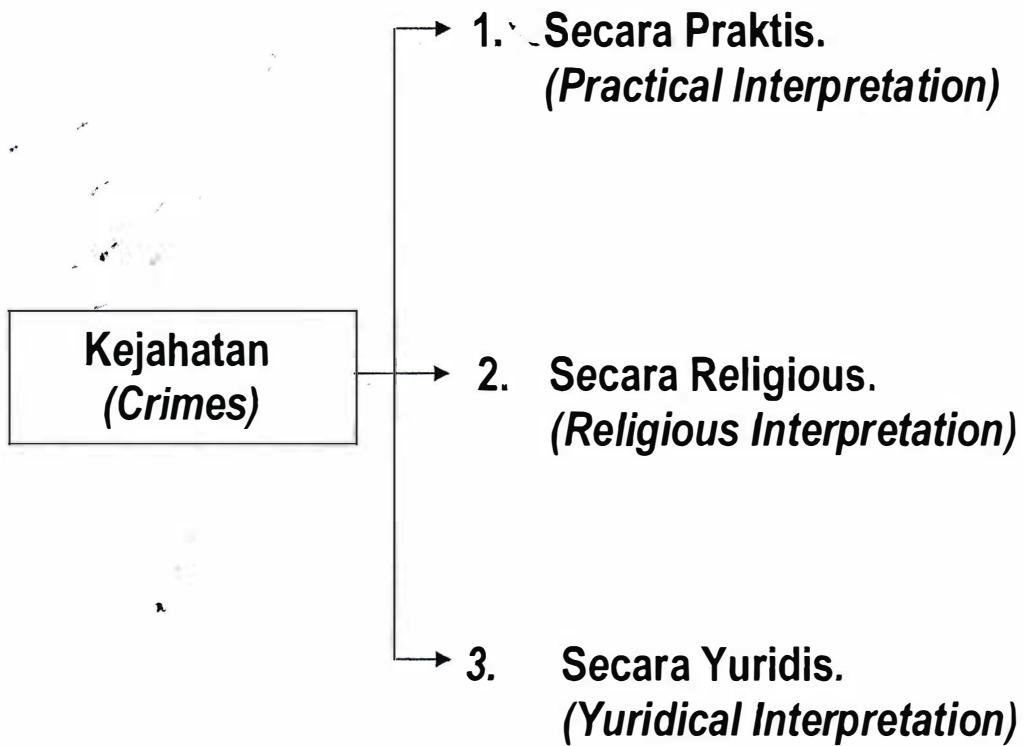 Kejahatan
(Crimes)
1. Secara Praktis.
(Practical Interpretation)
2. Secara Religious.
(Religious Interpretation)
3. Secara Yuridis.
(Yuridical Interpretation)